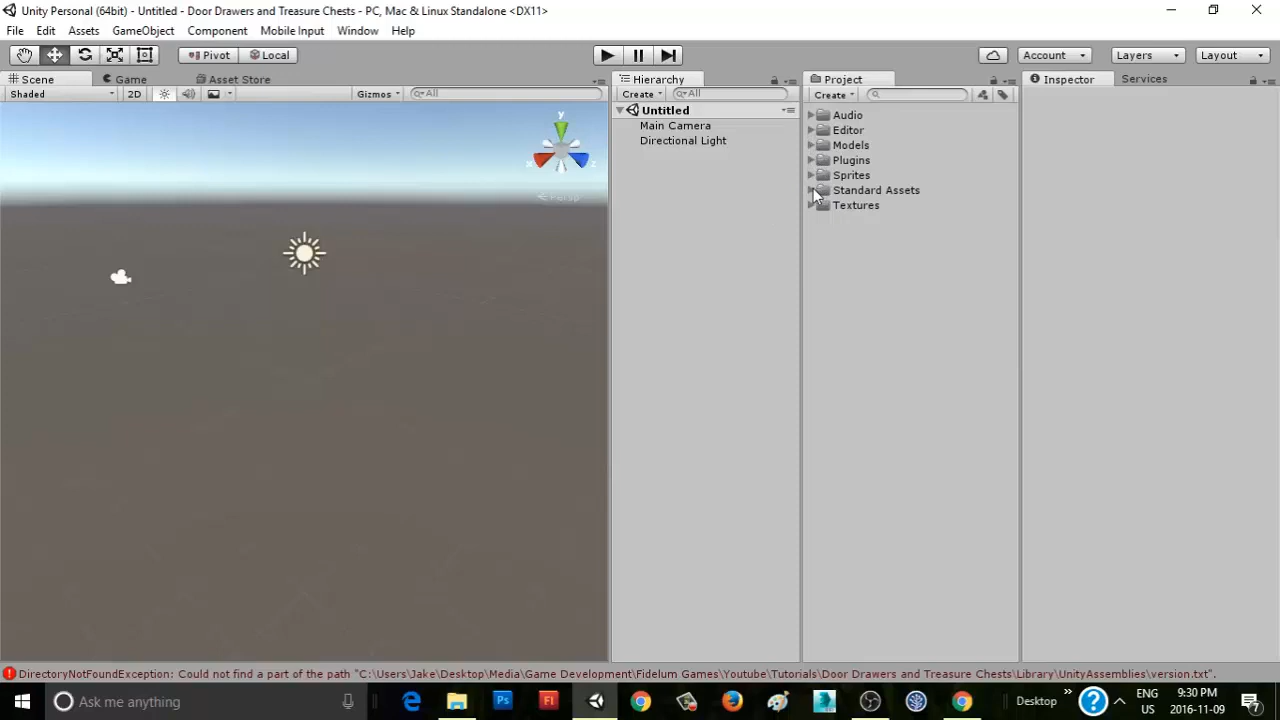 Unity Personal (64bit) - Untitled - Door Drawers and Treasure Chests - PC, Mac & Linux Standalone <DX11>
File Edit Assets GameObject Component Mobile Input Window Help
Pivot Local Account Layers Layout
Scene Game Asset Store Hierarchy Project Inspector Services
Shaded 2D Gizmos All Create All Create
Untitled
Main Camera
Directional Light
Audio
Editor
Models
Plugins
Sprites
Standard Assets
Textures
y
x z
Persp
DirectoryNotFoundException: Could not find a part of the path "C:\Users\Jake\Desktop\Media\Game Development\Fidelum Games\Youtube\Tutorials\Door Drawers and Treasure Chests\Library\UnityAssemblies\version.txt".
Ask me anything
Desktop
ENG
US
9:30 PM
2016-11-09
7